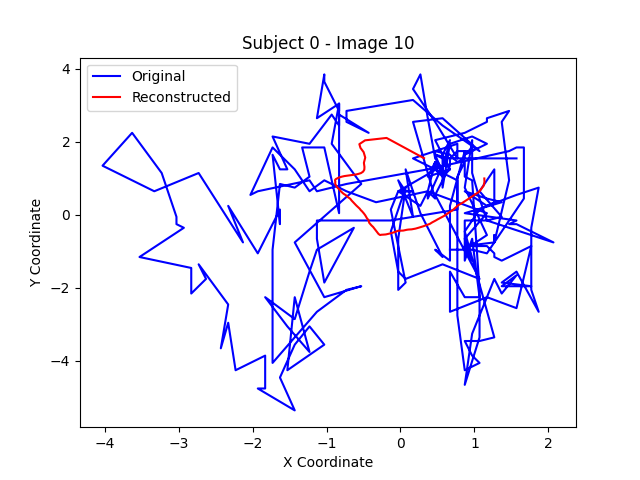 Subject 0 - Image 10
Original
Reconstructed
4
2
0
−2
−4
Y Coordinate
−4 −3 −2 −1 0 1 2
X Coordinate